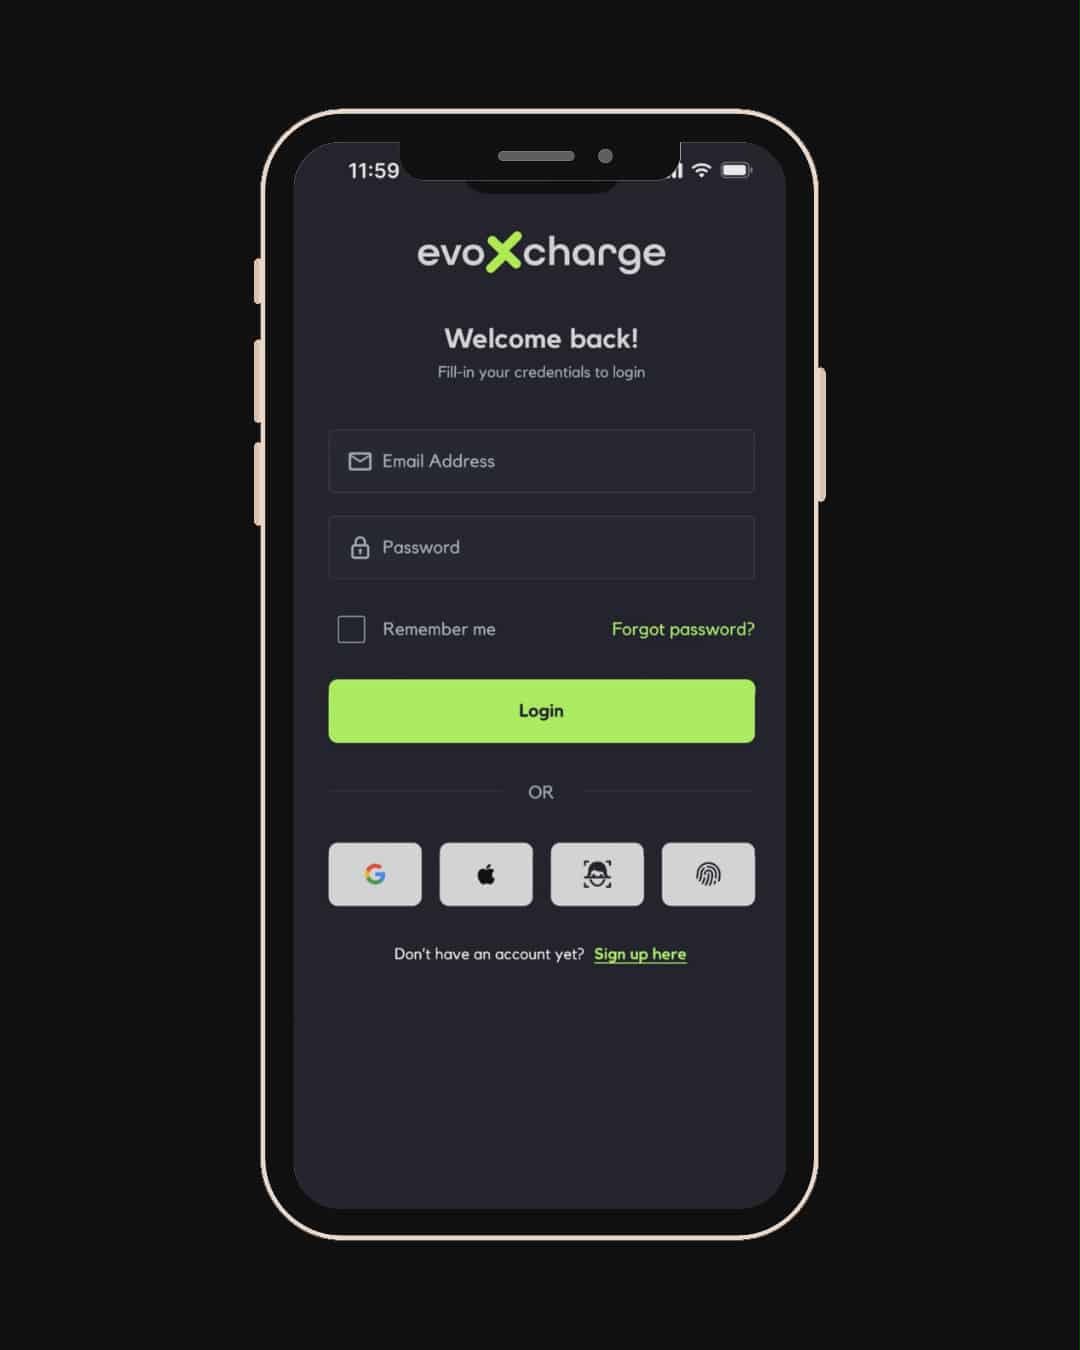 11:59
evoXcharge
Welcome back!
Fill-in your credentials to login
Email Address
Password
Remember me Forgot password?
Login
OR
Don't have an account yet? Sign up here